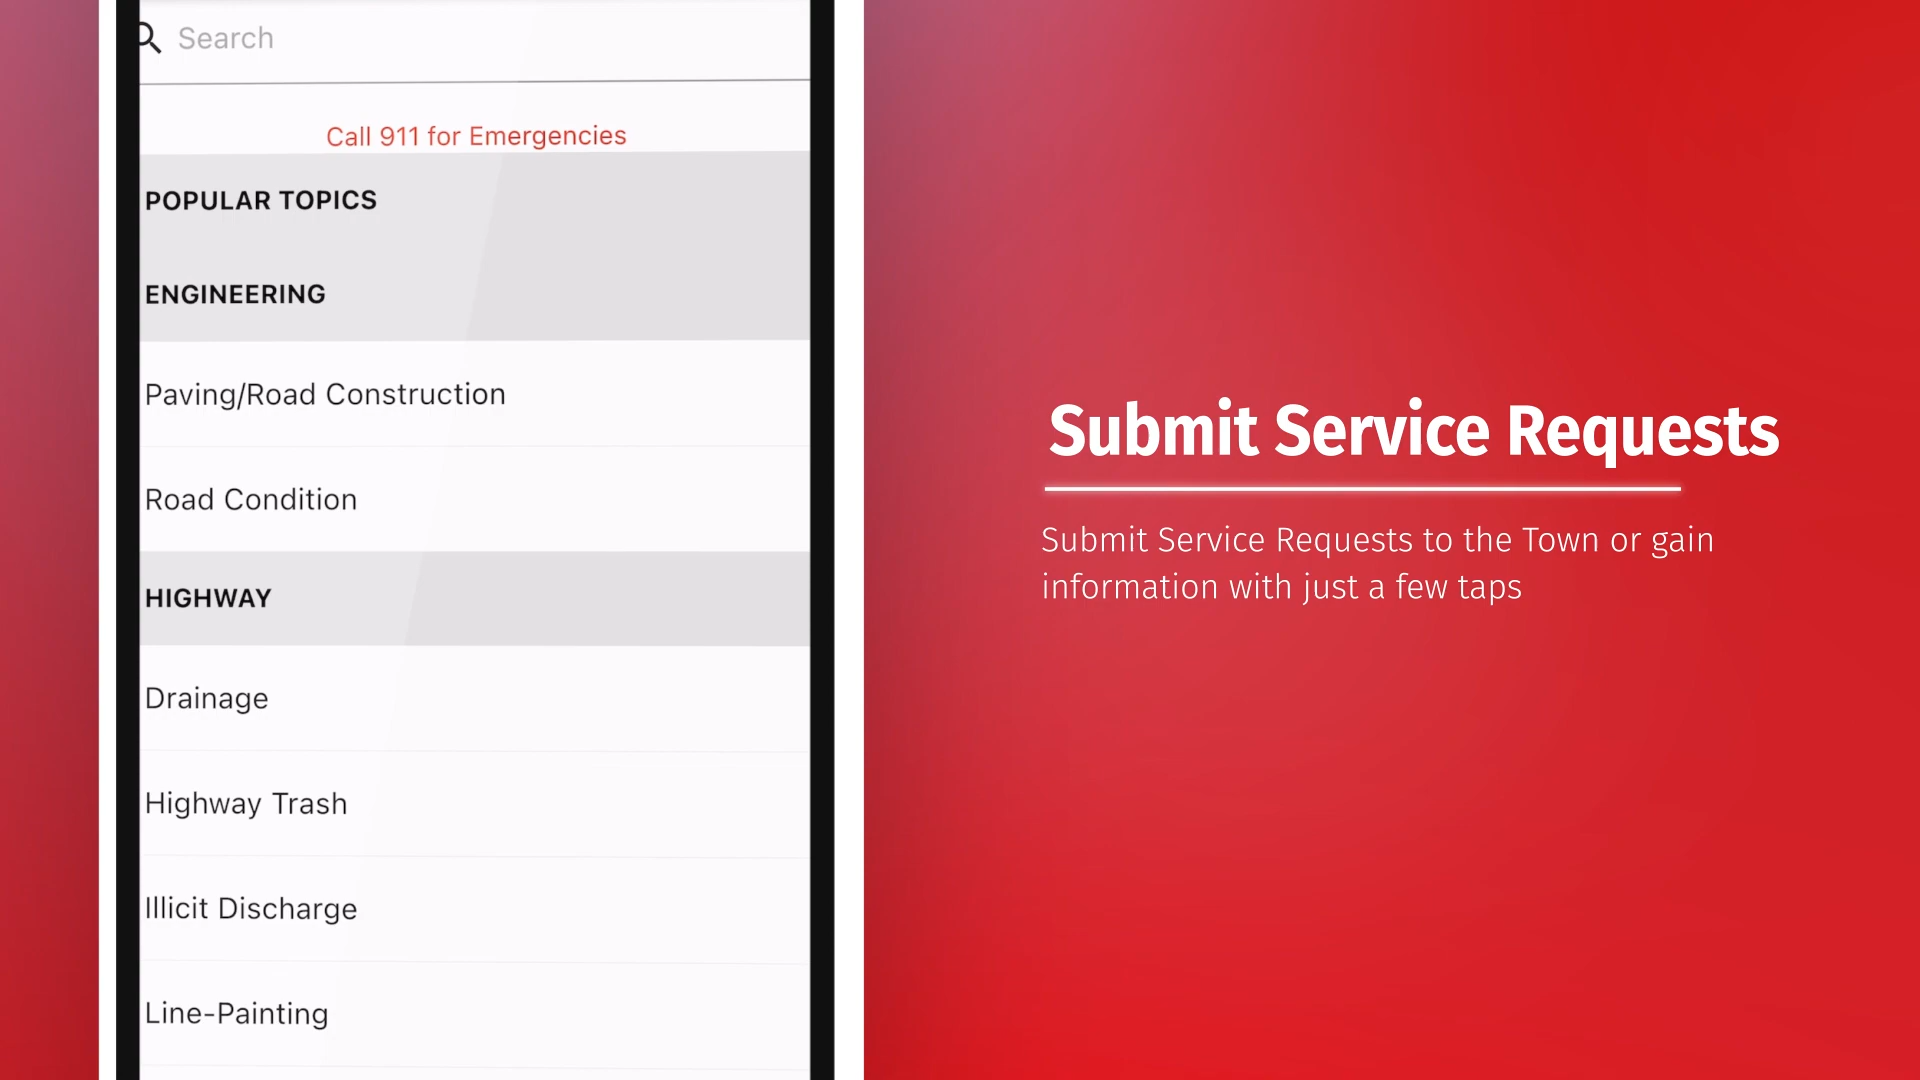 Search
Call 911 for Emergencies
POPULAR TOPICS
ENGINEERING
Paving/Road Construction
Road Condition
HIGHWAY
Drainage
Highway Trash
Illicit Discharge
Line-Painting
Submit Service Requests
Submit Service Requests to the Town or gain
information with just a few taps